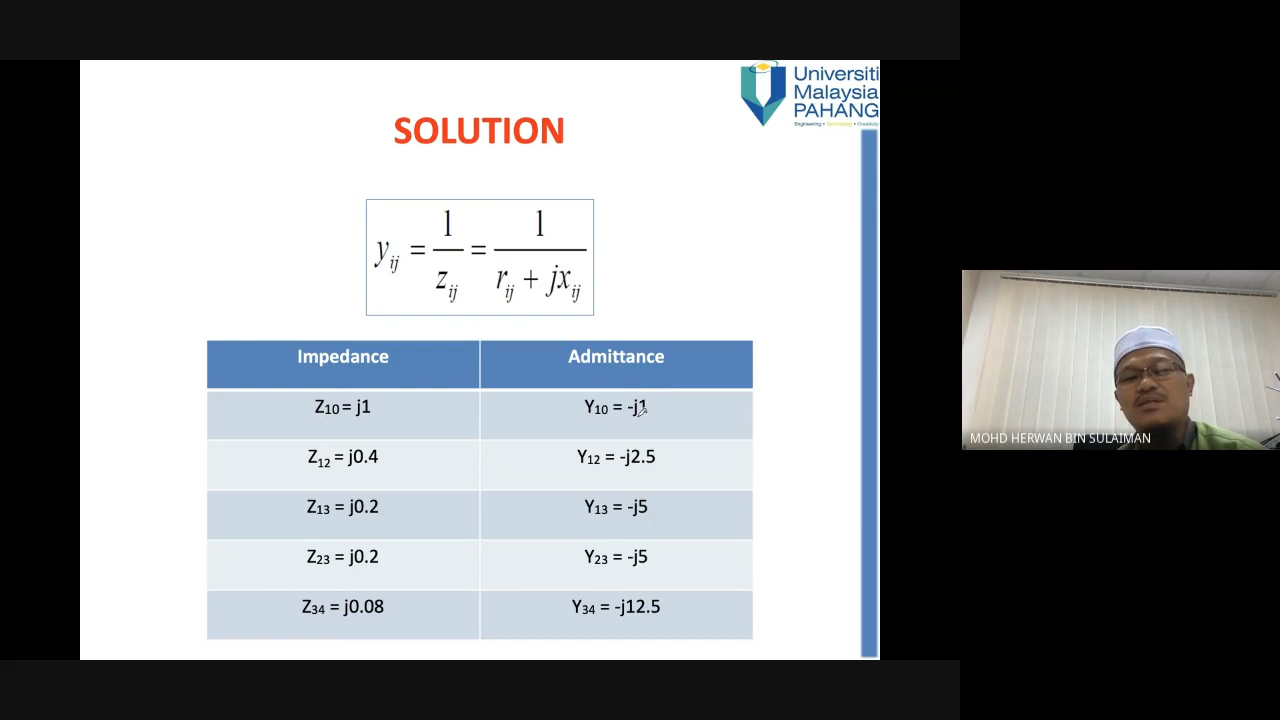 Universiti
Malaysia
PAHANG
Engineering • Technology • Creativity
SOLUTION
y_ij = 1/z_ij = 1/(r_ij + jx_ij)
Impedance Admittance
Z₁₀ = j1 Y₁₀ = -j1
Z₁₂ = j0.4 Y₁₂ = -j2.5
Z₁₃ = j0.2 Y₁₃ = -j5
Z₂₃ = j0.2 Y₂₃ = -j5
Z₃₄ = j0.08 Y₃₄ = -j12.5
MOHD HERWAN BIN SULAIMAN